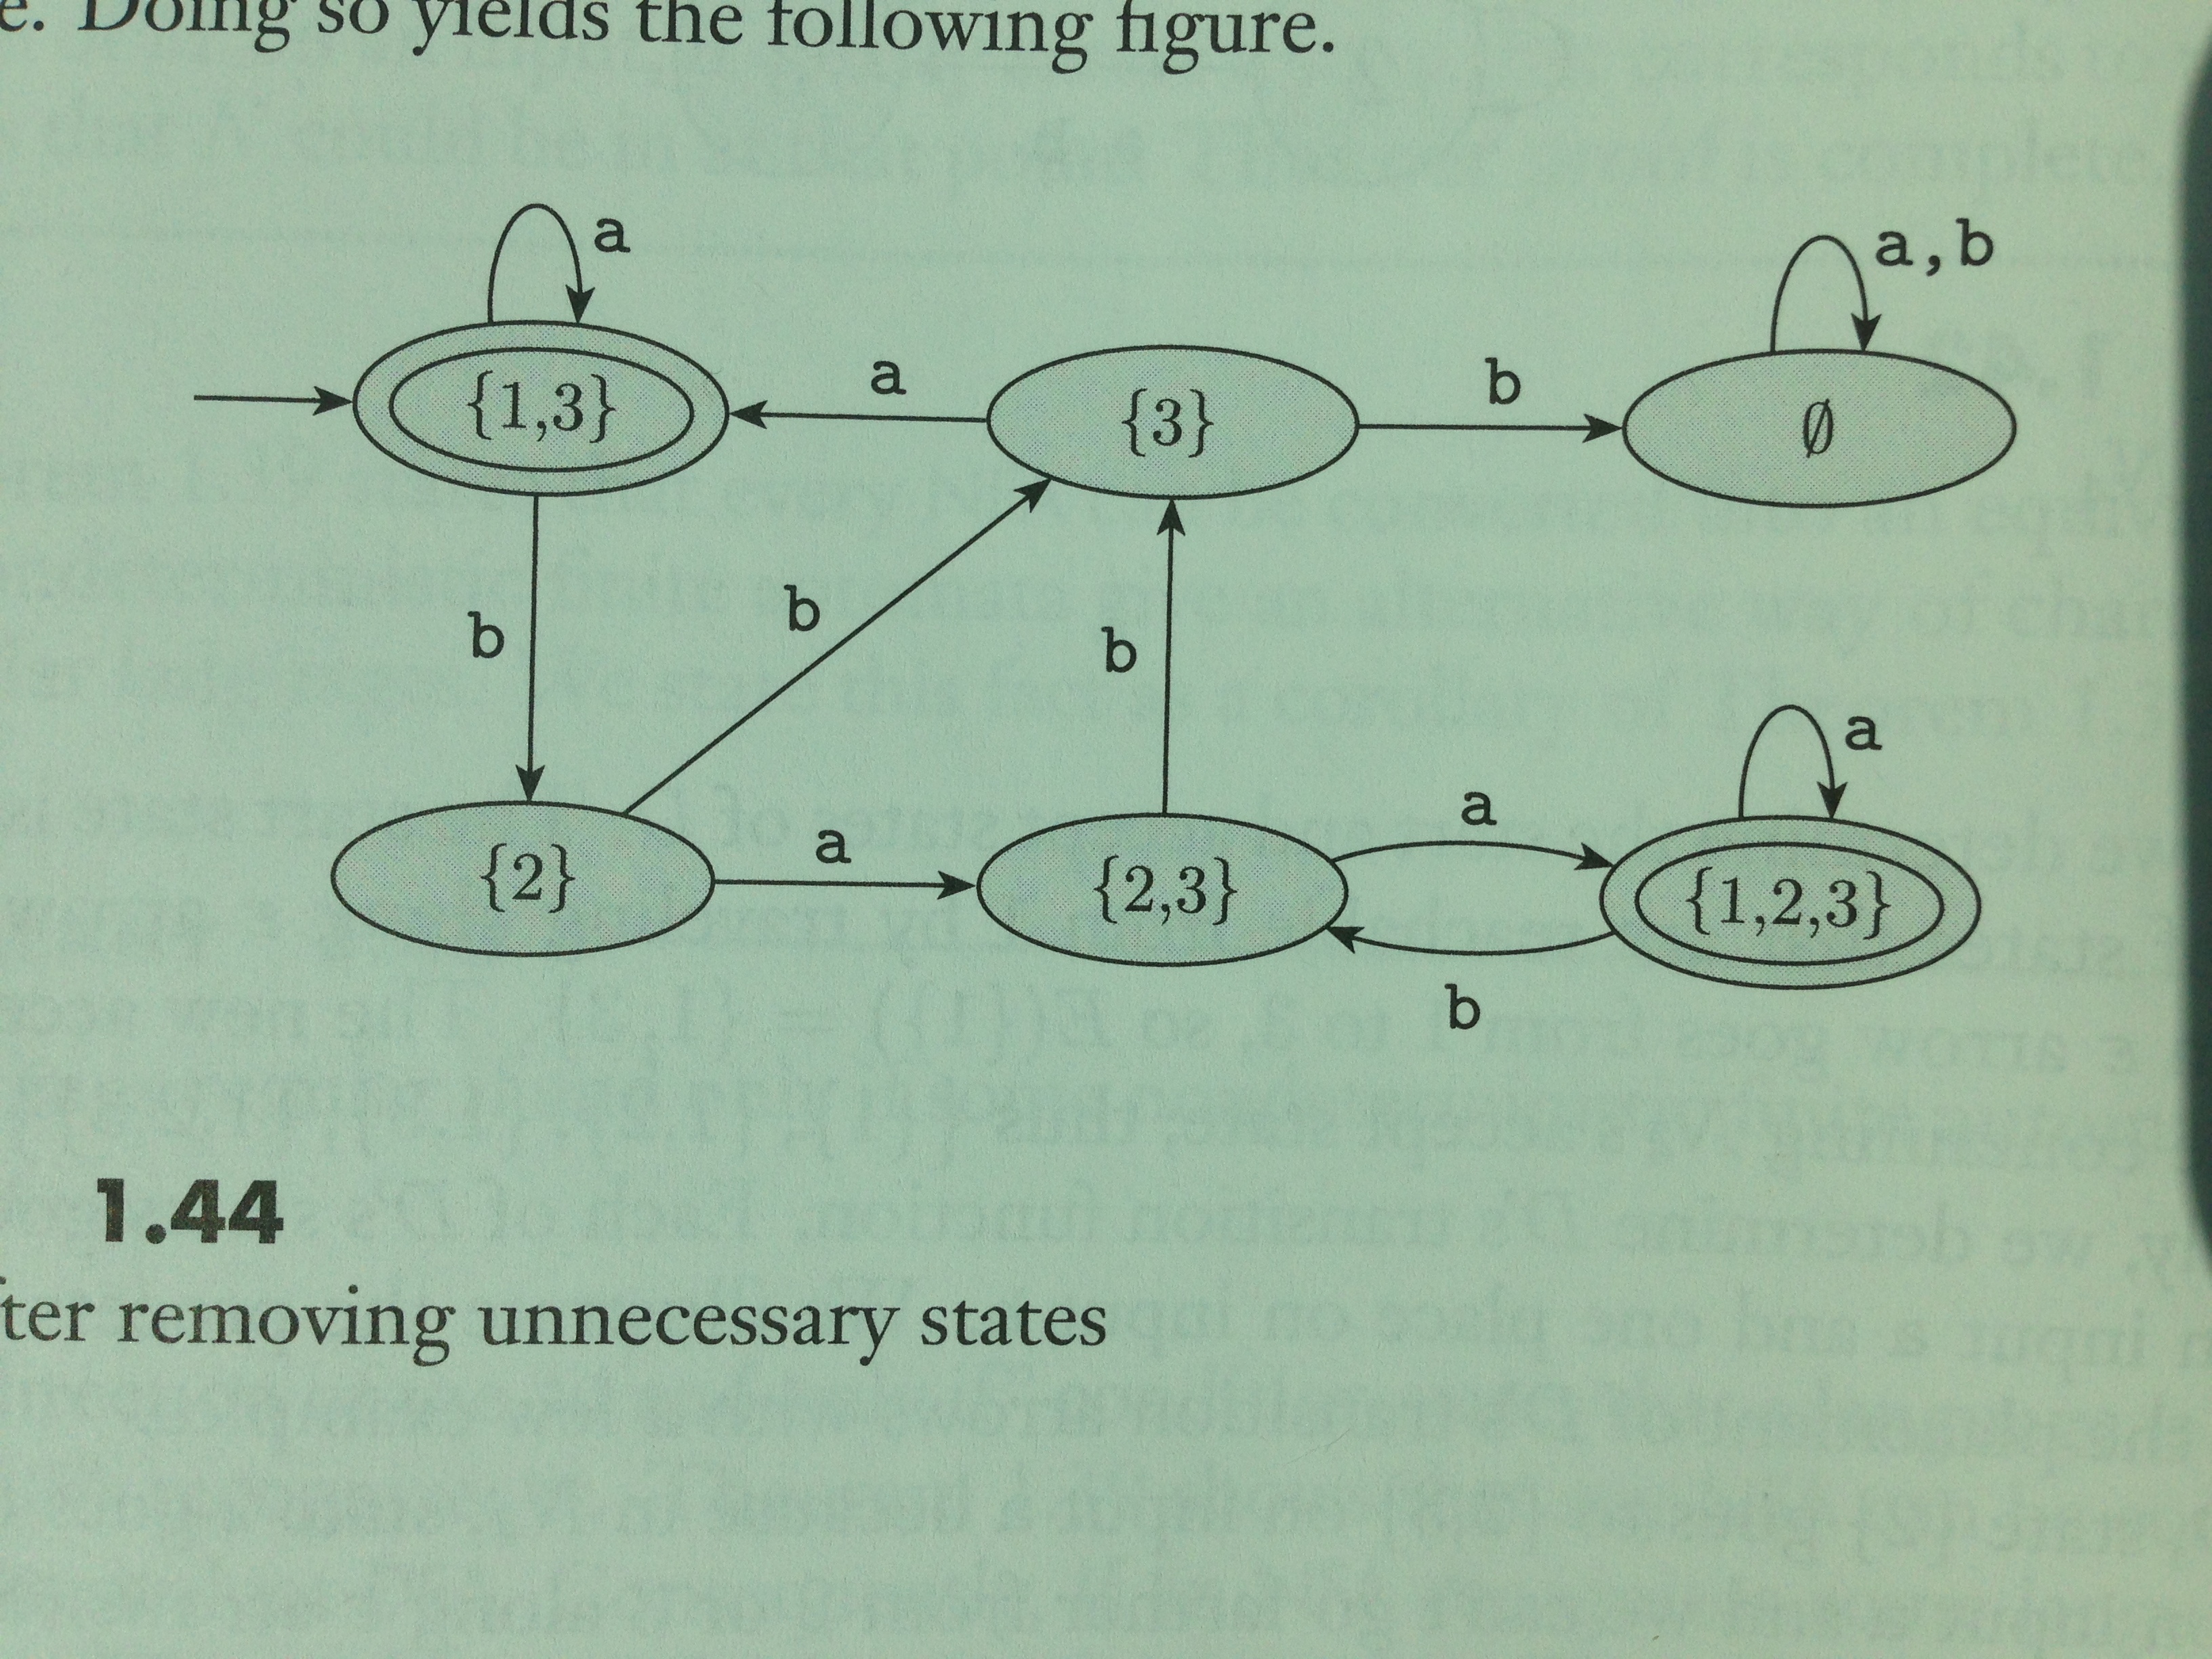 e. Doing so yields the following figure.
a
a,b
{1,3}
a
{3}
b
∅
b
b
b
a
{2}
a
{2,3}
a
{1,2,3}
b
1.44
ter removing unnecessary states